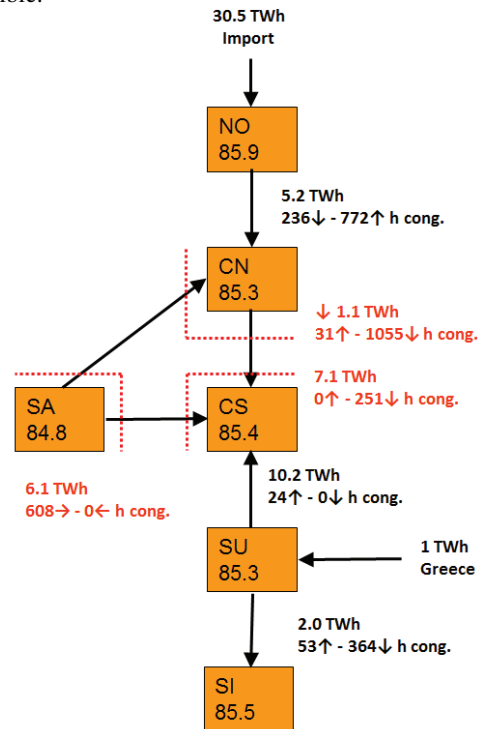 30.5 TWh
Import
NO
85.9
5.2 TWh
236↓ - 772↑ h cong.
CN
85.3
↓ 1.1 TWh
31↑ - 1055↓ h cong.
7.1 TWh
0↑ - 251↓ h cong.
SA
84.8
CS
85.4
6.1 TWh
608→ - 0← h cong.
10.2 TWh
24↑ - 0↓ h cong.
SU
85.3
1 TWh
Greece
2.0 TWh
53↑ - 364↓ h cong.
SI
85.5